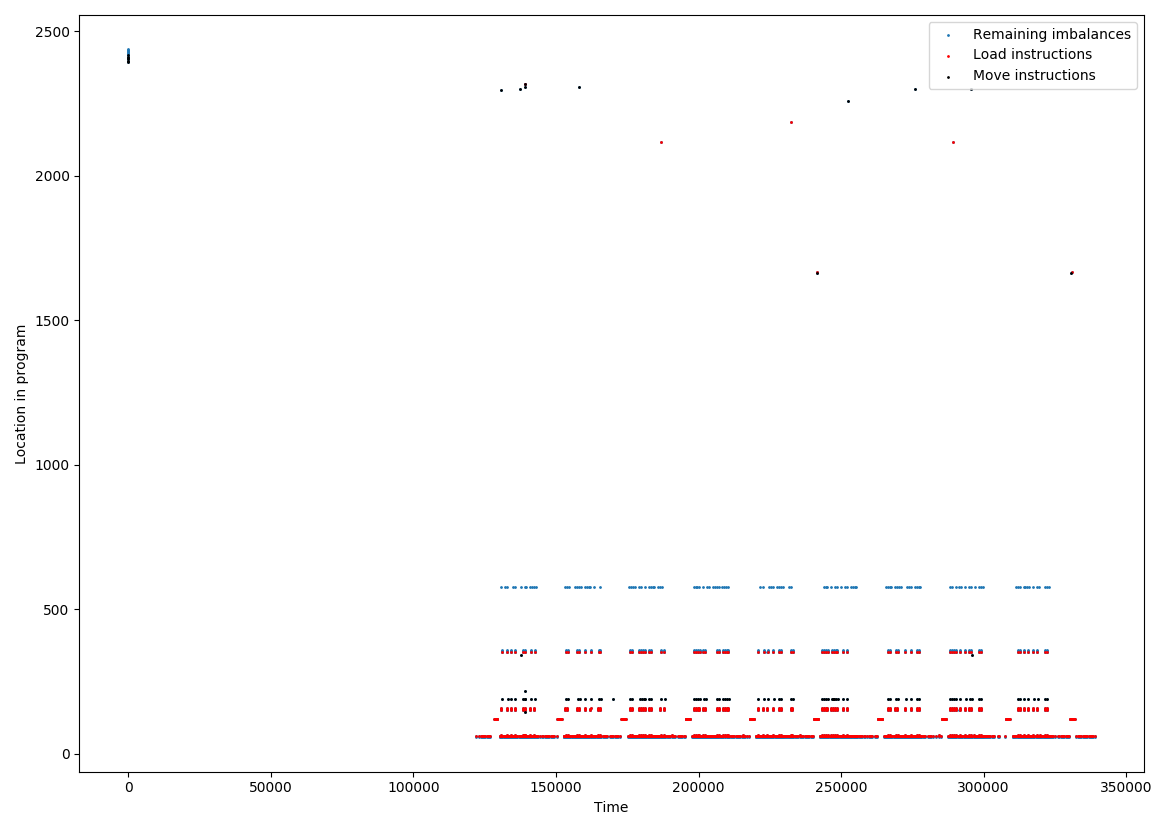 2500
2000
1500
1000
500
0
Location in program
Remaining imbalances
Load instructions
Move instructions
0
50000
100000
150000
200000
250000
300000
350000
Time